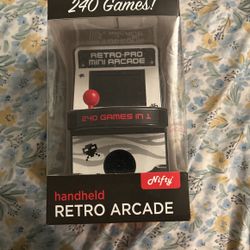 240 Games!
RETRO-PRO
MINI ARCADE
240 GAMES IN 1
Nifty
handheld
RETRO ARCADE